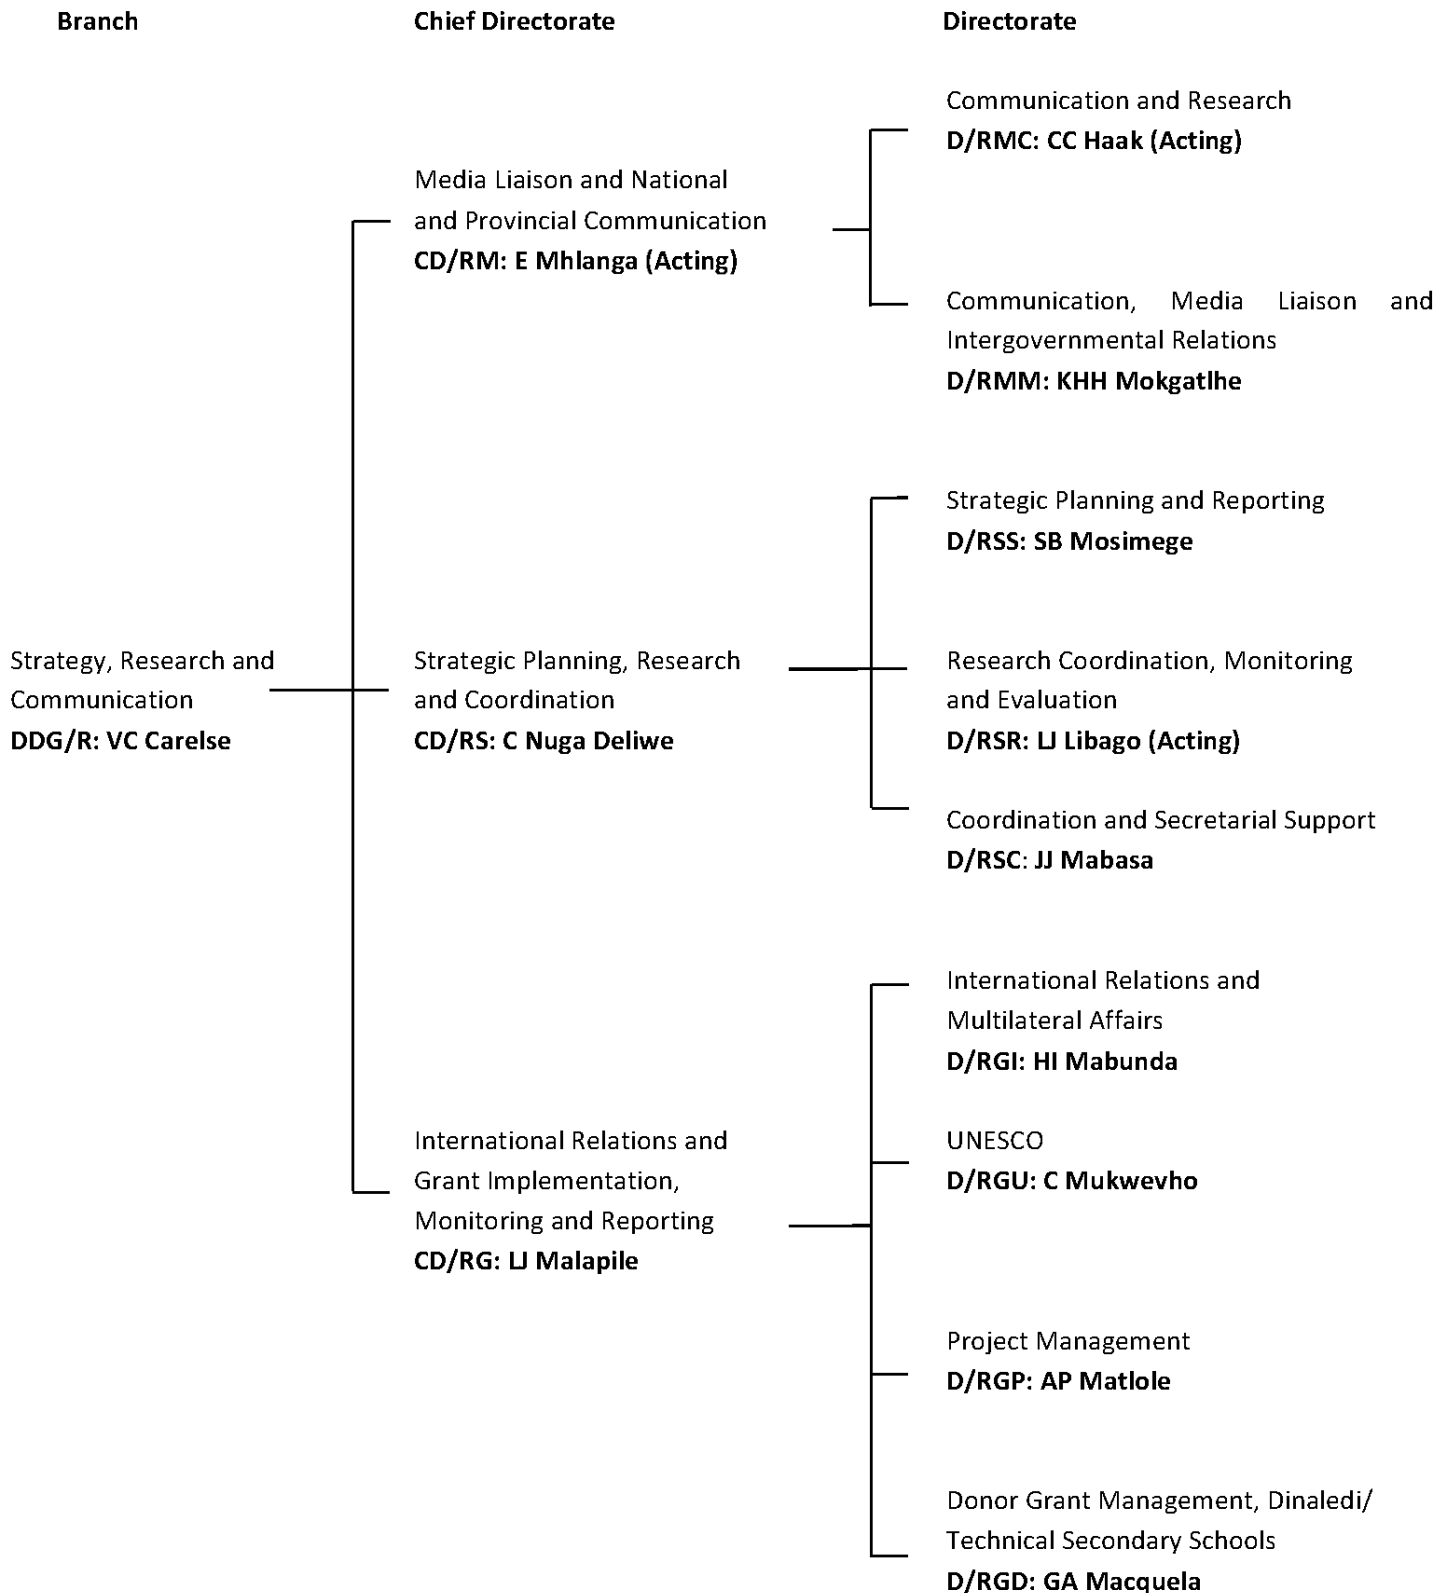 Branch
Chief Directorate
Directorate
Strategy, Research and
Communication
DDG/R: VC Carelse
Media Liaison and National
and Provincial Communication
CD/RM: E Mhlanga (Acting)
Communication and Research
D/RMC: CC Haak (Acting)
Communication, Media Liaison and
Intergovernmental Relations
D/RMM: KHH Mokgatlhe
Strategic Planning, Research
and Coordination
CD/RS: C Nuga Deliwe
Strategic Planning and Reporting
D/RSS: SB Mosimege
Research Coordination, Monitoring
and Evaluation
D/RSR: LJ Libago (Acting)
Coordination and Secretarial Support
D/RSC: JJ Mabasa
International Relations and
Grant Implementation,
Monitoring and Reporting
CD/RG: LJ Malapile
International Relations and
Multilateral Affairs
D/RGI: HI Mabunda
UNESCO
D/RGU: C Mukwevho
Project Management
D/RGP: AP Matlole
Donor Grant Management, Dinaledi/
Technical Secondary Schools
D/RGD: GA Macquela